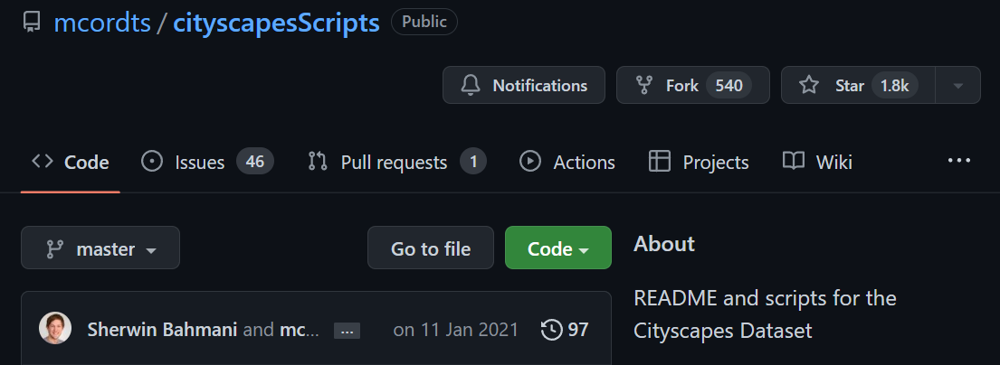 mcordts / cityscapesScripts Public
Notifications Fork 540 Star 1.8k
Code Issues 46 Pull requests 1 Actions Projects Wiki ...
master Go to file Code
About
Sherwin Bahmani and mc... ... on 11 Jan 2021 97
README and scripts for the
Cityscapes Dataset